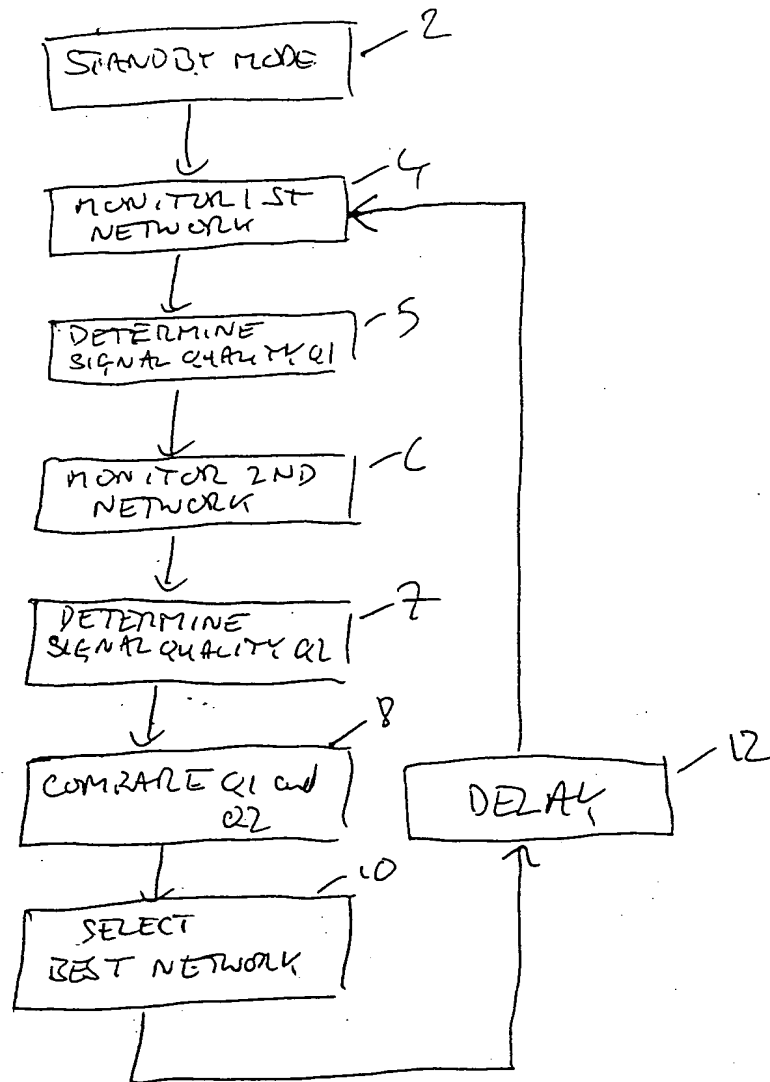 STANDBY MODE
2
MONITOR 1ST
NETWORK
4
DETERMINE
SIGNAL QUALITY Q1
5
MONITOR 2ND
NETWORK
6
DETERMINE
SIGNAL QUALITY Q2
7
COMPARE Q1 and
Q2
8
DELAY
12
SELECT
BEST NETWORK
10